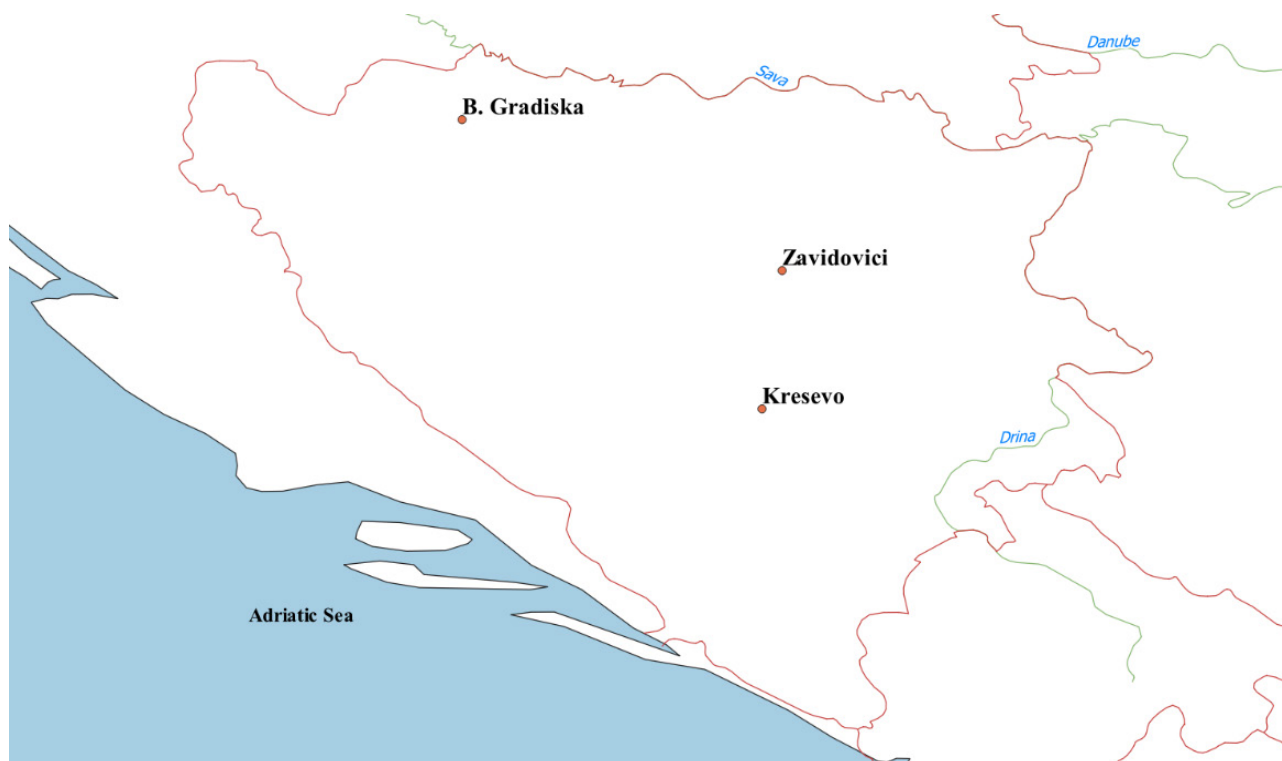 Danube
Sava
B. Gradiska
Zavidovici
Kresevo
Drina
Adriatic Sea